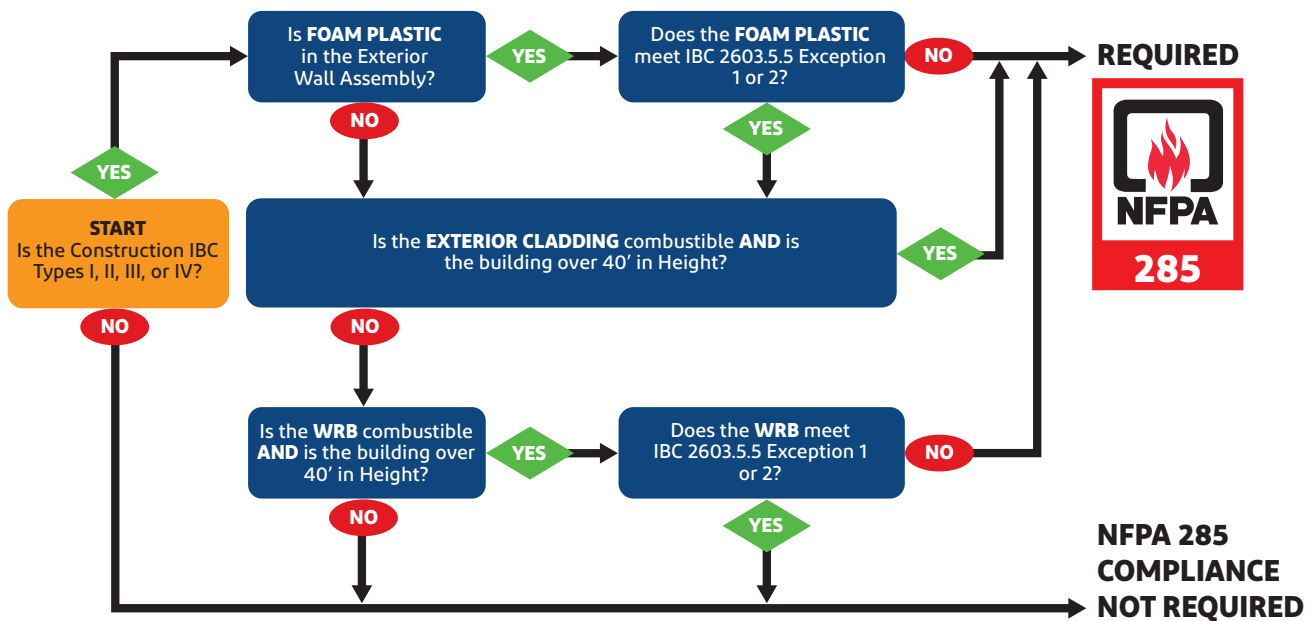 Is FOAM PLASTIC
in the Exterior
Wall Assembly?
YES
Does the FOAM PLASTIC
meet IBC 2603.5.5 Exception
1 or 2?
NO
REQUIRED
NFPA
285
NO
YES
YES
START
Is the Construction IBC
Types I, II, III, or IV?
NO
Is the EXTERIOR CLADDING combustible AND is
the building over 40’ in Height?
YES
NO
Is the WRB combustible
AND is the building over
40’ in Height?
YES
Does the WRB meet
IBC 2603.5.5 Exception 1
or 2?
NO
NO
YES
NFPA 285
COMPLIANCE
NOT REQUIRED